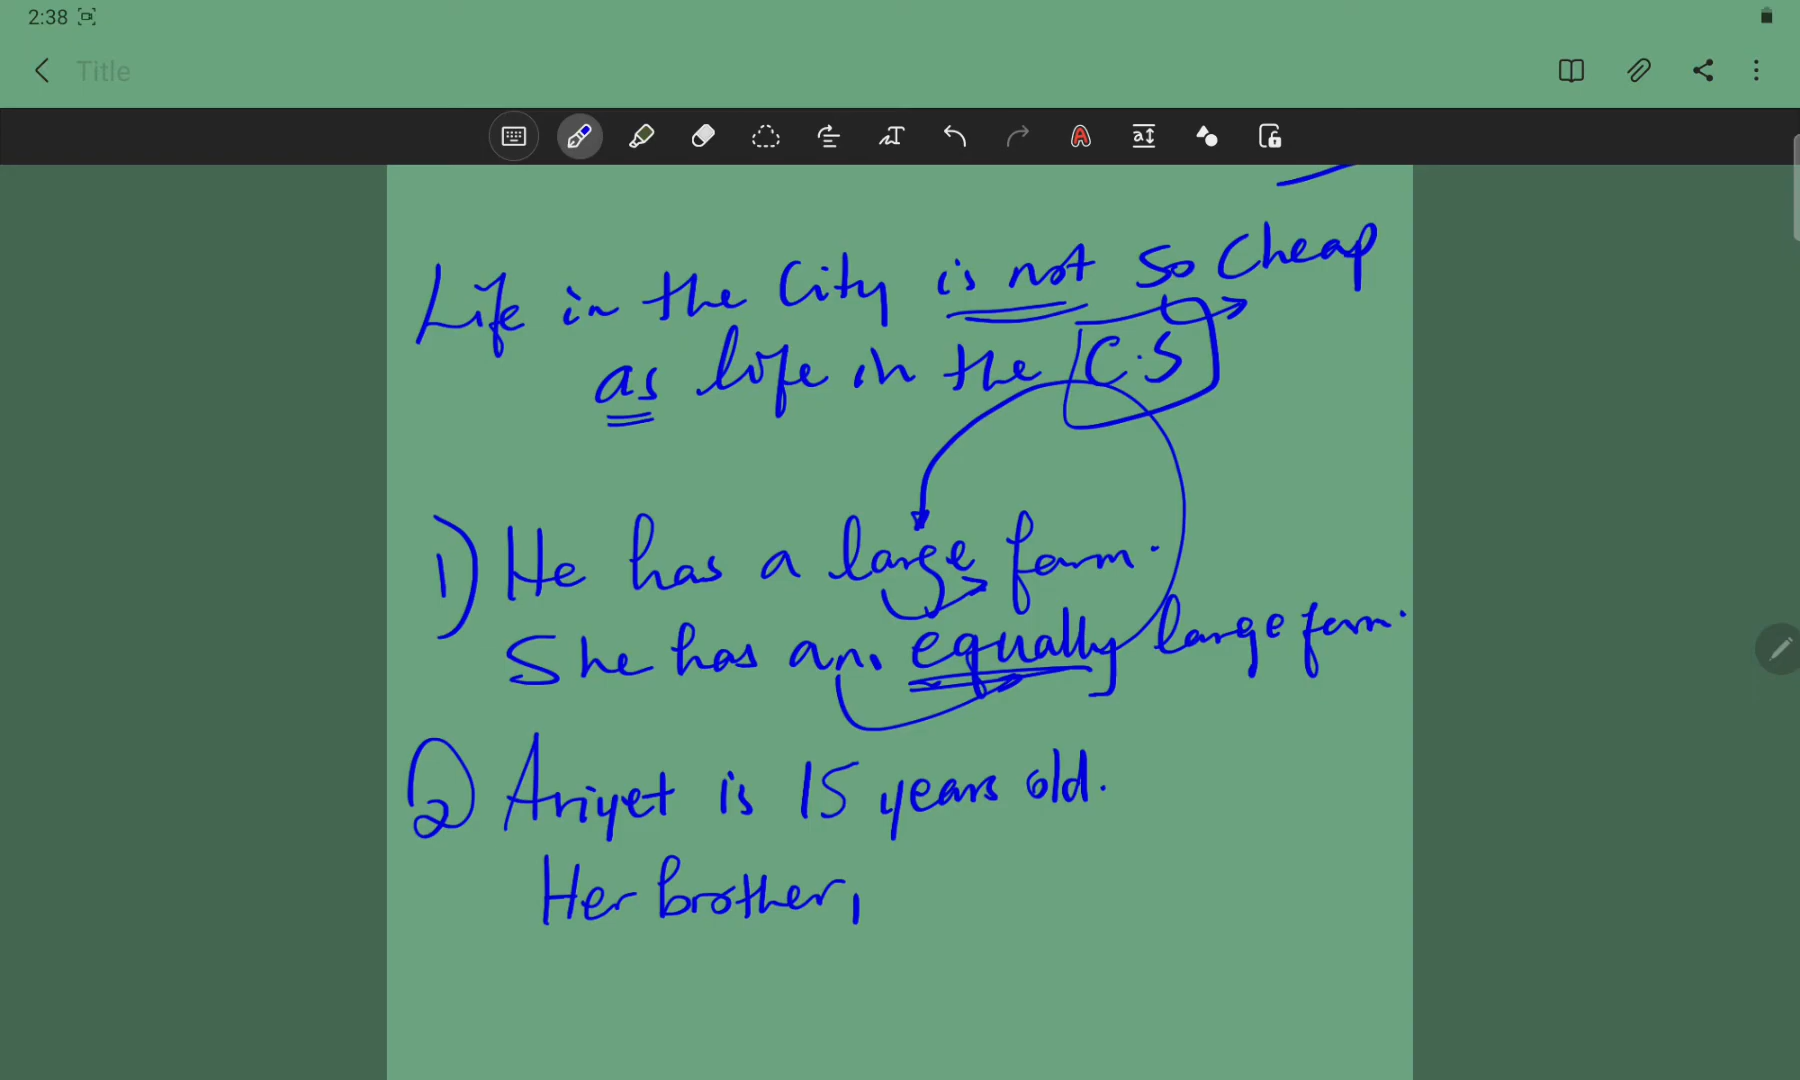 2:38
Title
Life in the City is not so Cheap
as life in the C.S
1) He has a large farm.
She has an equally large farm.
2 Ariyet is 15 years old.
Her brother,